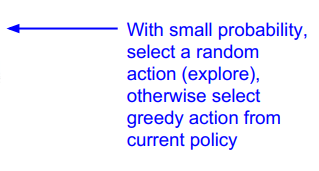 With small probability,
select a random
action (explore),
otherwise select
greedy action from
current policy